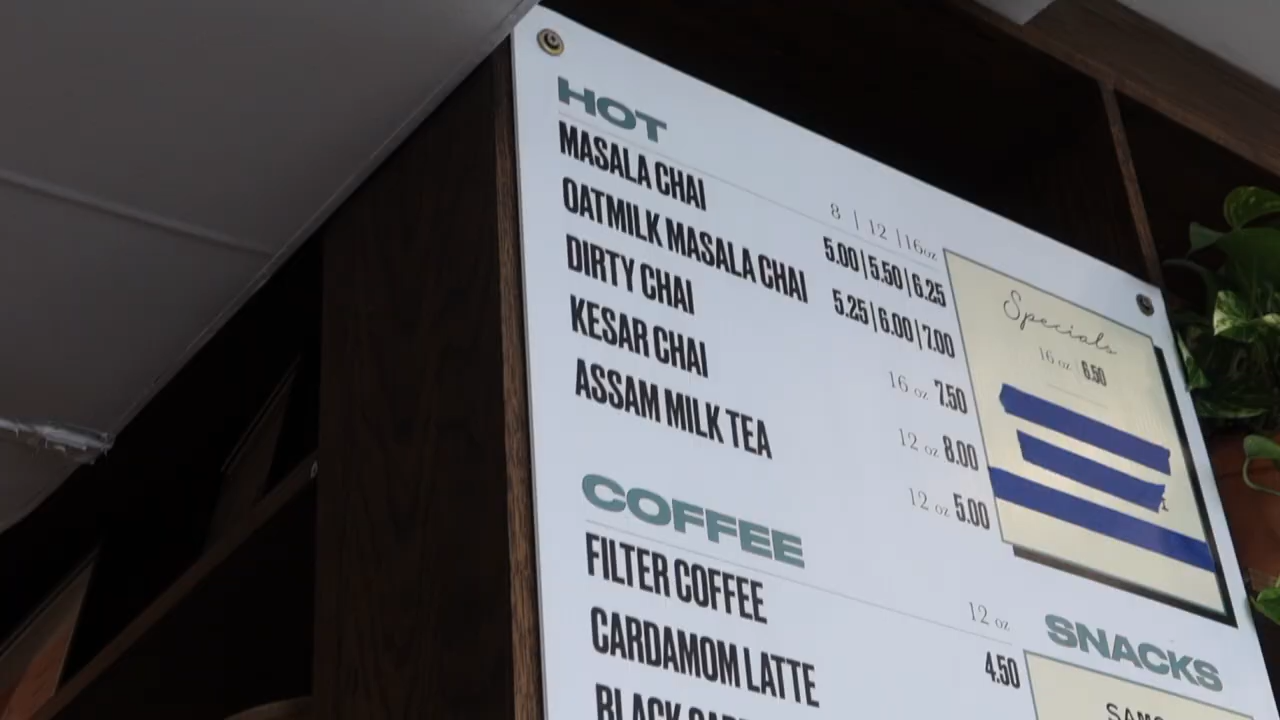 HOT
8 | 12 | 16oz
MASALA CHAI 5.00|5.50|6.25
OATMILK MASALA CHAI 5.25|6.00|7.00
DIRTY CHAI 16 oz 7.50
KESAR CHAI 12 oz 8.00
ASSAM MILK TEA 12 oz 5.00
COFFEE
12 oz
FILTER COFFEE 4.50
CARDAMOM LATTE
BLACK
Specials
16 oz | 6.50
SNACKS